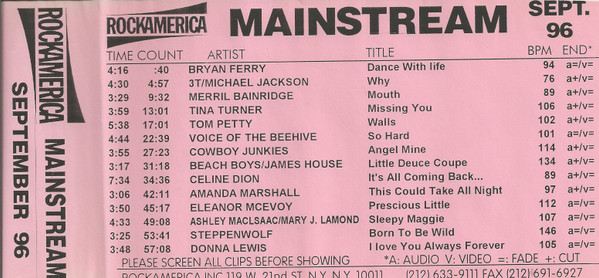 ROCKAMERICA MAINSTREAM
SEPTEMBER 96
ROCKAMERICA MAINSTREAM SEPT. 96
TIME COUNT ARTIST TITLE BPM END*
4:16 :40 BRYAN FERRY Dance With life 94 a=/v=
4:30 4:57 3T/MICHAEL JACKSON Why 76 a+/v=
3:29 9:32 MERRIL BAINRIDGE Mouth 89 a+/v=
3:59 13:01 TINA TURNER Missing You 106 a+/v=
5:38 17:01 TOM PETTY Walls 102 a=/v=
4:44 22:39 VOICE OF THE BEEHIVE So Hard 101 a=/v=
3:55 27:23 COWBOY JUNKIES Angel Mine 114 a=/v=
3:17 31:18 BEACH BOYS/JAMES HOUSE Little Deuce Coupe 134 a=/v=
7:34 34:36 CELINE DION It's All Coming Back... 89 a+/v=
3:06 42:11 AMANDA MARSHALL This Could Take All Night 97 a+/v=
3:50 45:17 ELEANOR MCEVOY Prescious Little 112 a=/v=
4:33 49:08 ASHLEY MACLSAAC/MARY J. LAMOND Sleepy Maggie 107 a=/v=
3:25 53:41 STEPPENWOLF Born To Be Wild 146 a=/v=
3:48 57:08 DONNA LEWIS I love You Always Forever 105 a=/v=
PLEASE SCREEN ALL CLIPS BEFORE SHOWING *A: AUDIO V: VIDEO =: FADE +: CUT
ROCKAMERICA INC 119 W. 21nd ST. N.Y. N.Y. 10011 (212) 633-9111 FAX (212) 691-6927